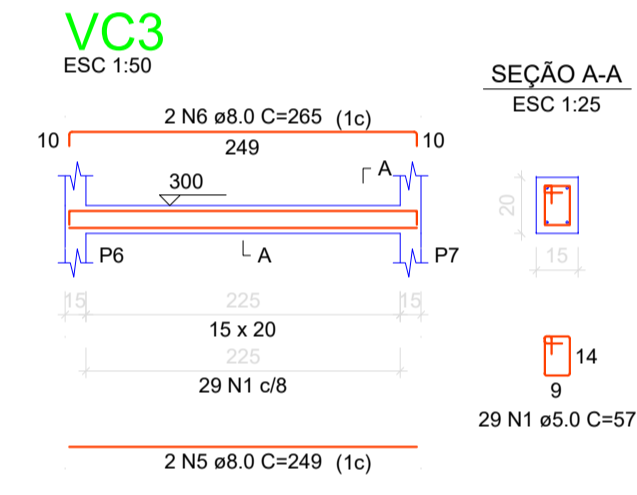 VC3
ESC 1:50
SEÇÃO A-A
ESC 1:25
2 N6 ø8.0 C=265 (1c)
10
249
10
A
300
20
15
P6
A
P7
15
225
15
15 x 20
225
29 N1 c/8
14
9
29 N1 ø5.0 C=57
2 N5 ø8.0 C=249 (1c)